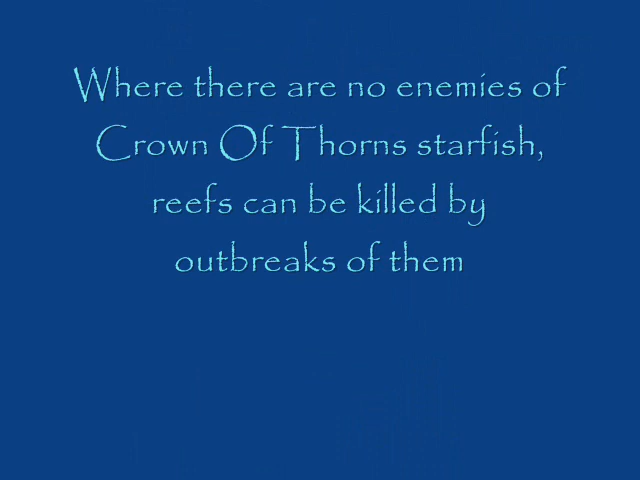 Where there are no enemies of
Crown Of Thorns starfish,
reefs can be killed by
outbreaks of them